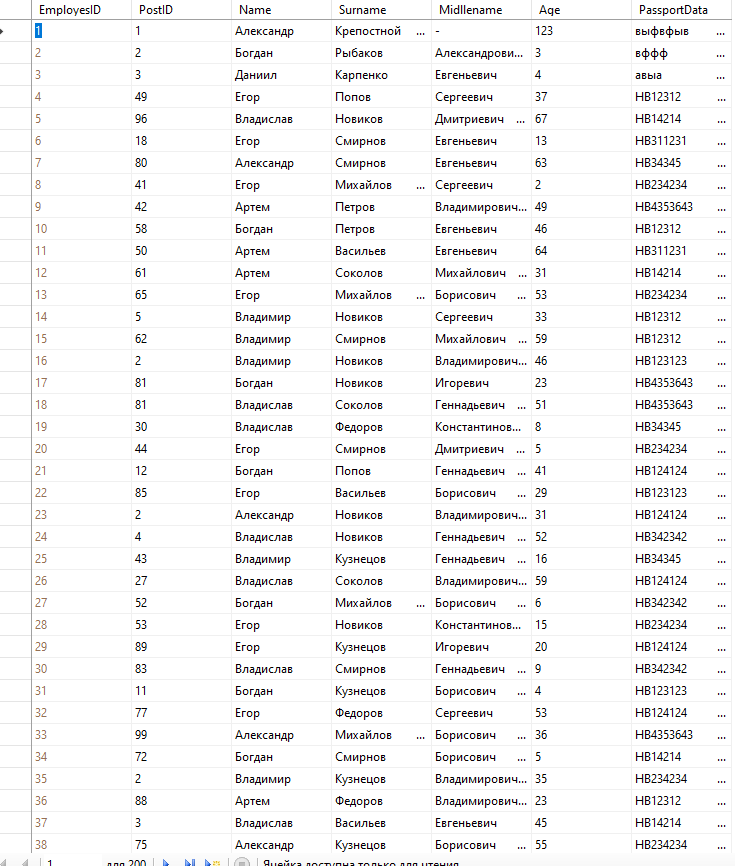 EmployesID PostID Name Surname Midllename Age PassportData
1 1 Александр Крепостной ... - 123 выфвфыв ...
2 2 Богдан Рыбаков Александрови... 3 вффф ...
3 3 Даниил Карпенко Евгеньевич 4 авыа ...
4 49 Егор Попов Сергеевич 37 HB12312 ...
5 96 Владислав Новиков Дмитриевич ... 67 HB14214 ...
6 18 Егор Смирнов Евгеньевич 13 HB311231 ...
7 80 Александр Смирнов Евгеньевич 63 HB34345 ...
8 41 Егор Михайлов ... Сергеевич 2 HB234234 ...
9 42 Артем Петров Владимирович... 49 HB4353643 ...
10 58 Богдан Петров Евгеньевич 46 HB12312 ...
11 50 Артем Васильев Евгеньевич 64 HB311231 ...
12 61 Артем Соколов Михайлович ... 31 HB14214 ...
13 65 Егор Михайлов ... Борисович ... 53 HB234234 ...
14 5 Владимир Новиков Сергеевич 33 HB12312 ...
15 62 Владимир Смирнов Михайлович ... 59 HB12312 ...
16 2 Владимир Новиков Владимирович... 46 HB123123 ...
17 81 Богдан Новиков Игоревич 23 HB4353643 ...
18 81 Владислав Соколов Геннадьевич ... 51 HB4353643 ...
19 30 Владислав Федоров Константинов... 8 HB34345 ...
20 44 Егор Смирнов Дмитриевич ... 5 HB234234 ...
21 12 Богдан Попов Геннадьевич ... 41 HB124124 ...
22 85 Егор Васильев Борисович ... 29 HB123123 ...
23 2 Александр Новиков Владимирович... 31 HB124124 ...
24 4 Владислав Новиков Геннадьевич ... 52 HB342342 ...
25 43 Владимир Кузнецов Геннадьевич ... 16 HB34345 ...
26 27 Владислав Соколов Владимирович... 59 HB124124 ...
27 52 Богдан Михайлов ... Борисович ... 6 HB342342 ...
28 53 Егор Новиков Константинов... 15 HB234234 ...
29 89 Егор Кузнецов Игоревич 20 HB124124 ...
30 83 Владислав Смирнов Геннадьевич ... 9 HB342342 ...
31 11 Богдан Кузнецов Борисович ... 4 HB123123 ...
32 77 Егор Федоров Сергеевич 53 HB124124 ...
33 99 Александр Михайлов ... Борисович ... 36 HB4353643 ...
34 72 Богдан Смирнов Борисович ... 5 HB14214 ...
35 2 Владимир Кузнецов Владимирович... 35 HB234234 ...
36 88 Артем Федоров Владимирович... 23 HB12312 ...
37 3 Владислав Васильев Евгеньевич 45 HB14214 ...
38 75 Александр Кузнецов Борисович ... 55 HB234234 ...
1 для 200 Ячейка доступна только для чтения